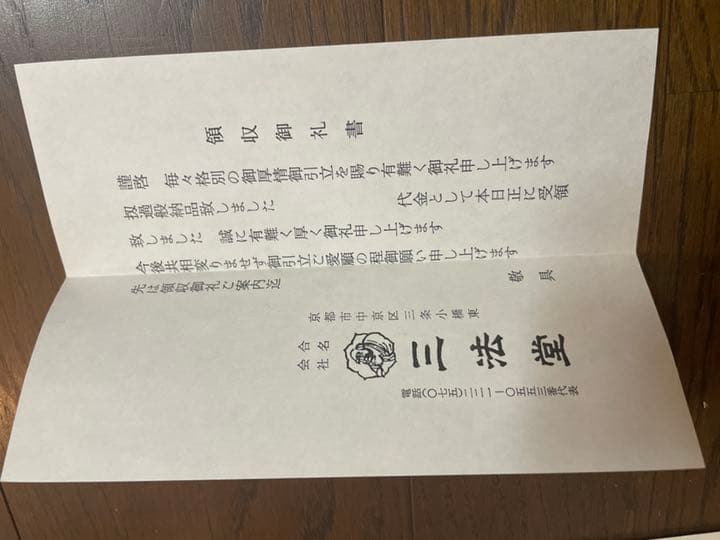 領収御礼書
謹啓 毎々格別の御厚情御引立を賜り有難く御礼申し上げます
扨過般納品致しました 代金として本日正に受領
致しました 誠に有難く厚く御礼申し上げます
今後共相変りませず御引立ご愛顧の程御願い申し上げます
先は領収御礼ご案内迄
敬具
京都市中京区三条小橋東
合名会社 三法堂
電話(〇七五)二二一一〇五五三番代表